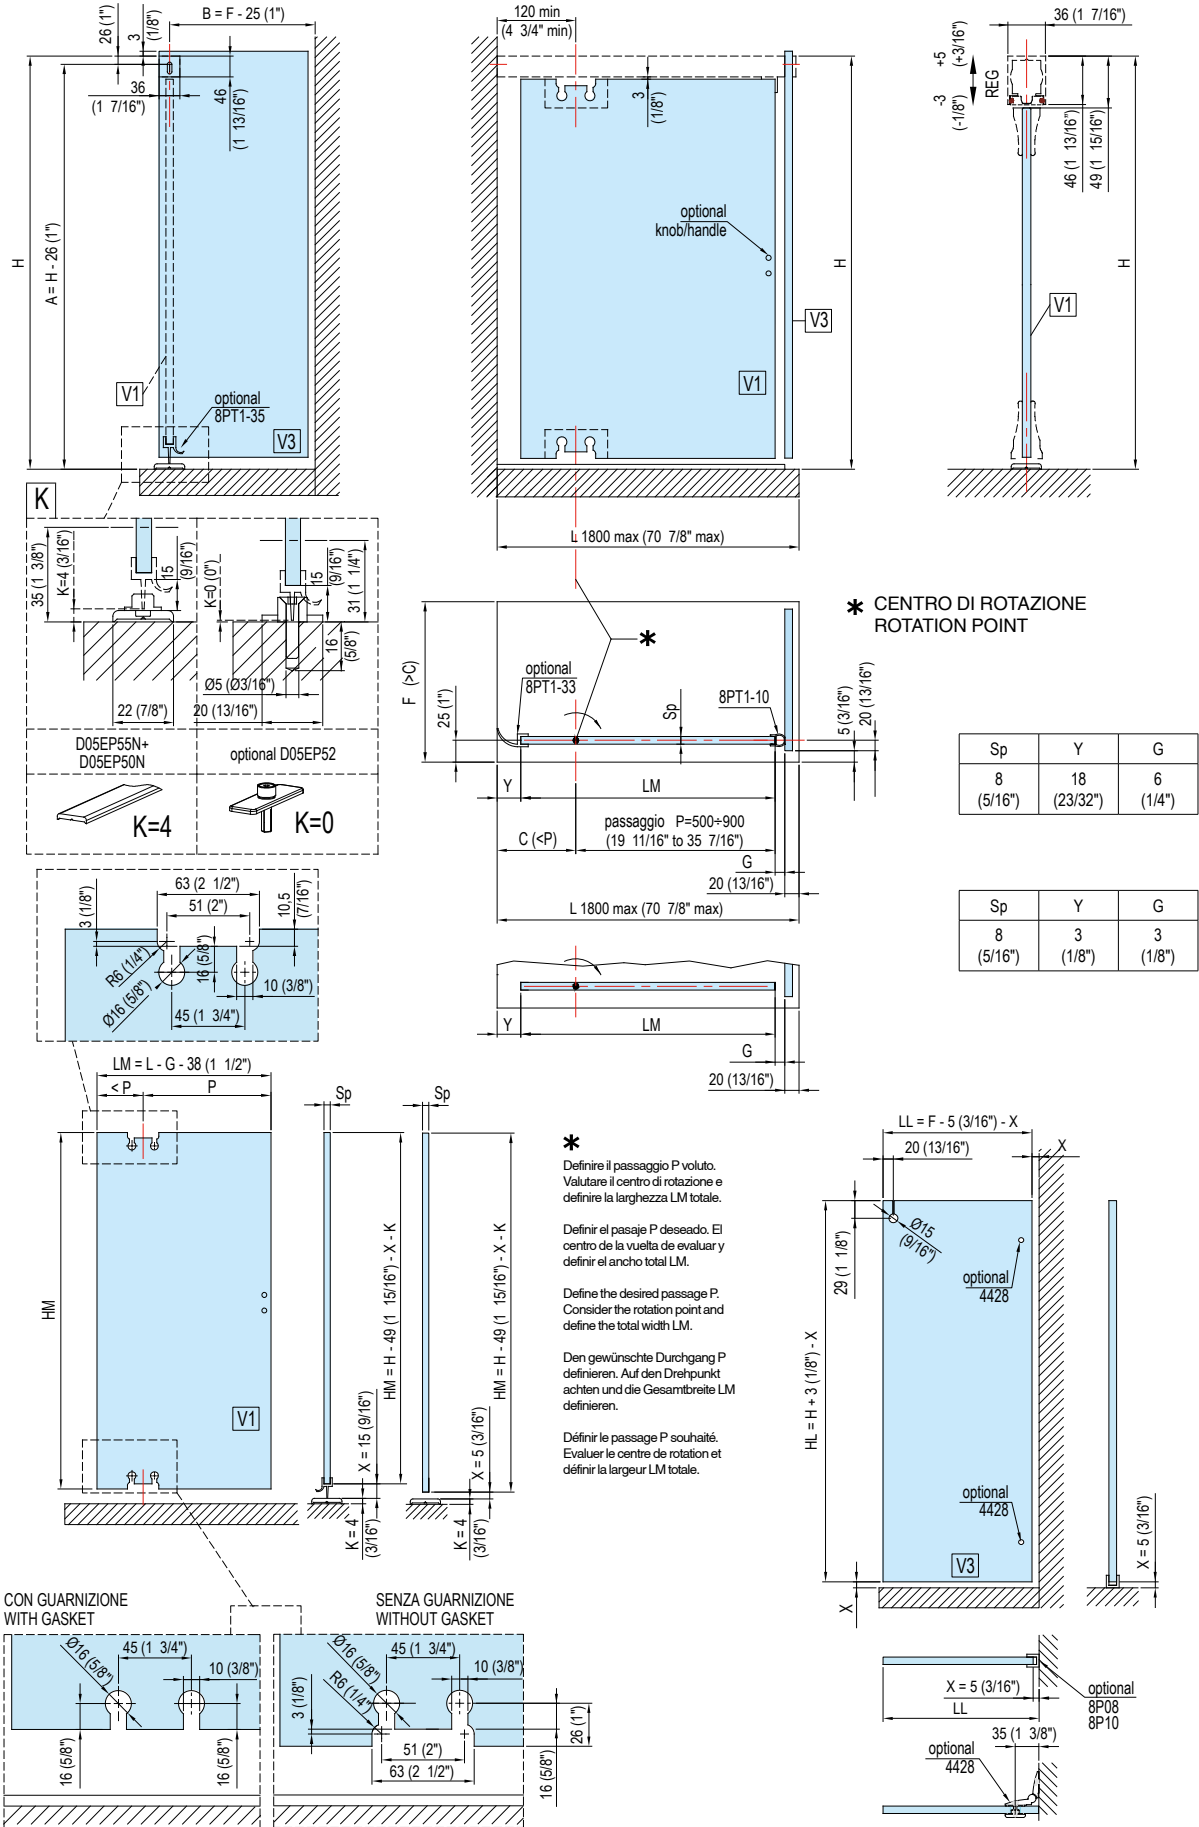 B = F - 25 (1")
26 (1")
3
(1/8")
36
(1 7/16")
46
(1 13/16")
H
A = H - 26 (1")
V1
optional
8PT1-35
V3
120 min
(4 3/4" min)
3
(1/8")
optional
knob/handle
H
V3
V1
L 1800 max (70 7/8" max)
36 (1 7/16")
+5
(+3/16")
REG
-3
(-1/8")
46 (1 13/16")
49 (1 15/16")
H
V1
K
35 (1 3/8")
K=4 (3/16")
15
(9/16")
K=0 (0")
15
(9/16")
31 (1 1/4")
16
(5/8")
Ø5 (Ø3/16")
22 (7/8")
20 (13/16")
D05EP55N+
D05EP50N
optional D05EP52
K=4
K=0
* CENTRO DI ROTAZIONE
ROTATION POINT
*
F (>C)
25 (1")
optional
8PT1-33
Sp
8PT1-10
5 (3/16")
20 (13/16")
Y
LM
C (<P)
passaggio P=500÷900
(19 11/16" to 35 7/16")
G
20 (13/16")
L 1800 max (70 7/8" max)
Sp Y G
8 18 6
(5/16") (23/32") (1/4")
Sp Y G
8 3 3
(5/16") (1/8") (1/8")
Y
LM
G
20 (13/16")
63 (2 1/2")
51 (2")
3 (1/8")
10,5
(7/16")
R6 (1/4")
16 (5/8")
Ø16 (5/8")
10 (3/8")
45 (1 3/4")
LM = L - G - 38 (1 1/2")
< P
P
HM
V1
Sp
Sp
HM = H - 49 (1 15/16") - X - K
HM = H - 49 (1 15/16") - X - K
X = 15 (9/16")
X = 5 (3/16")
K = 4
(3/16")
K = 4
(3/16")
*
Definire il passaggio P voluto.
Valutare il centro di rotazione e
definire la larghezza LM totale.
Definir el pasaje P deseado. El
centro de la vuelta de evaluar y
definir el ancho total LM.
Define the desired passage P.
Consider the rotation point and
define the total width LM.
Den gewünschte Durchgang P
definieren. Auf den Drehpunkt
achten und die Gesamtbreite LM
definieren.
Définir le passage P souhaité.
Evaluer le centre de rotation et
définir la largeur LM totale.
LL = F - 5 (3/16") - X
20 (13/16")
X
29 (1 1/8")
Ø15
(9/16")
optional
4428
HL = H + 3 (1/8") - X
optional
4428
V3
X
X = 5 (3/16")
CON GUARNIZIONE
WITH GASKET
Ø16 (5/8")
45 (1 3/4")
10 (3/8")
16 (5/8")
16 (5/8")
SENZA GUARNIZIONE
WITHOUT GASKET
Ø16 (5/8")
45 (1 3/4")
10 (3/8")
3 (1/8")
R6 (1/4")
26 (1")
51 (2")
63 (2 1/2")
16 (5/8")
X = 5 (3/16")
LL
optional
8P08
8P10
35 (1 3/8")
optional
4428